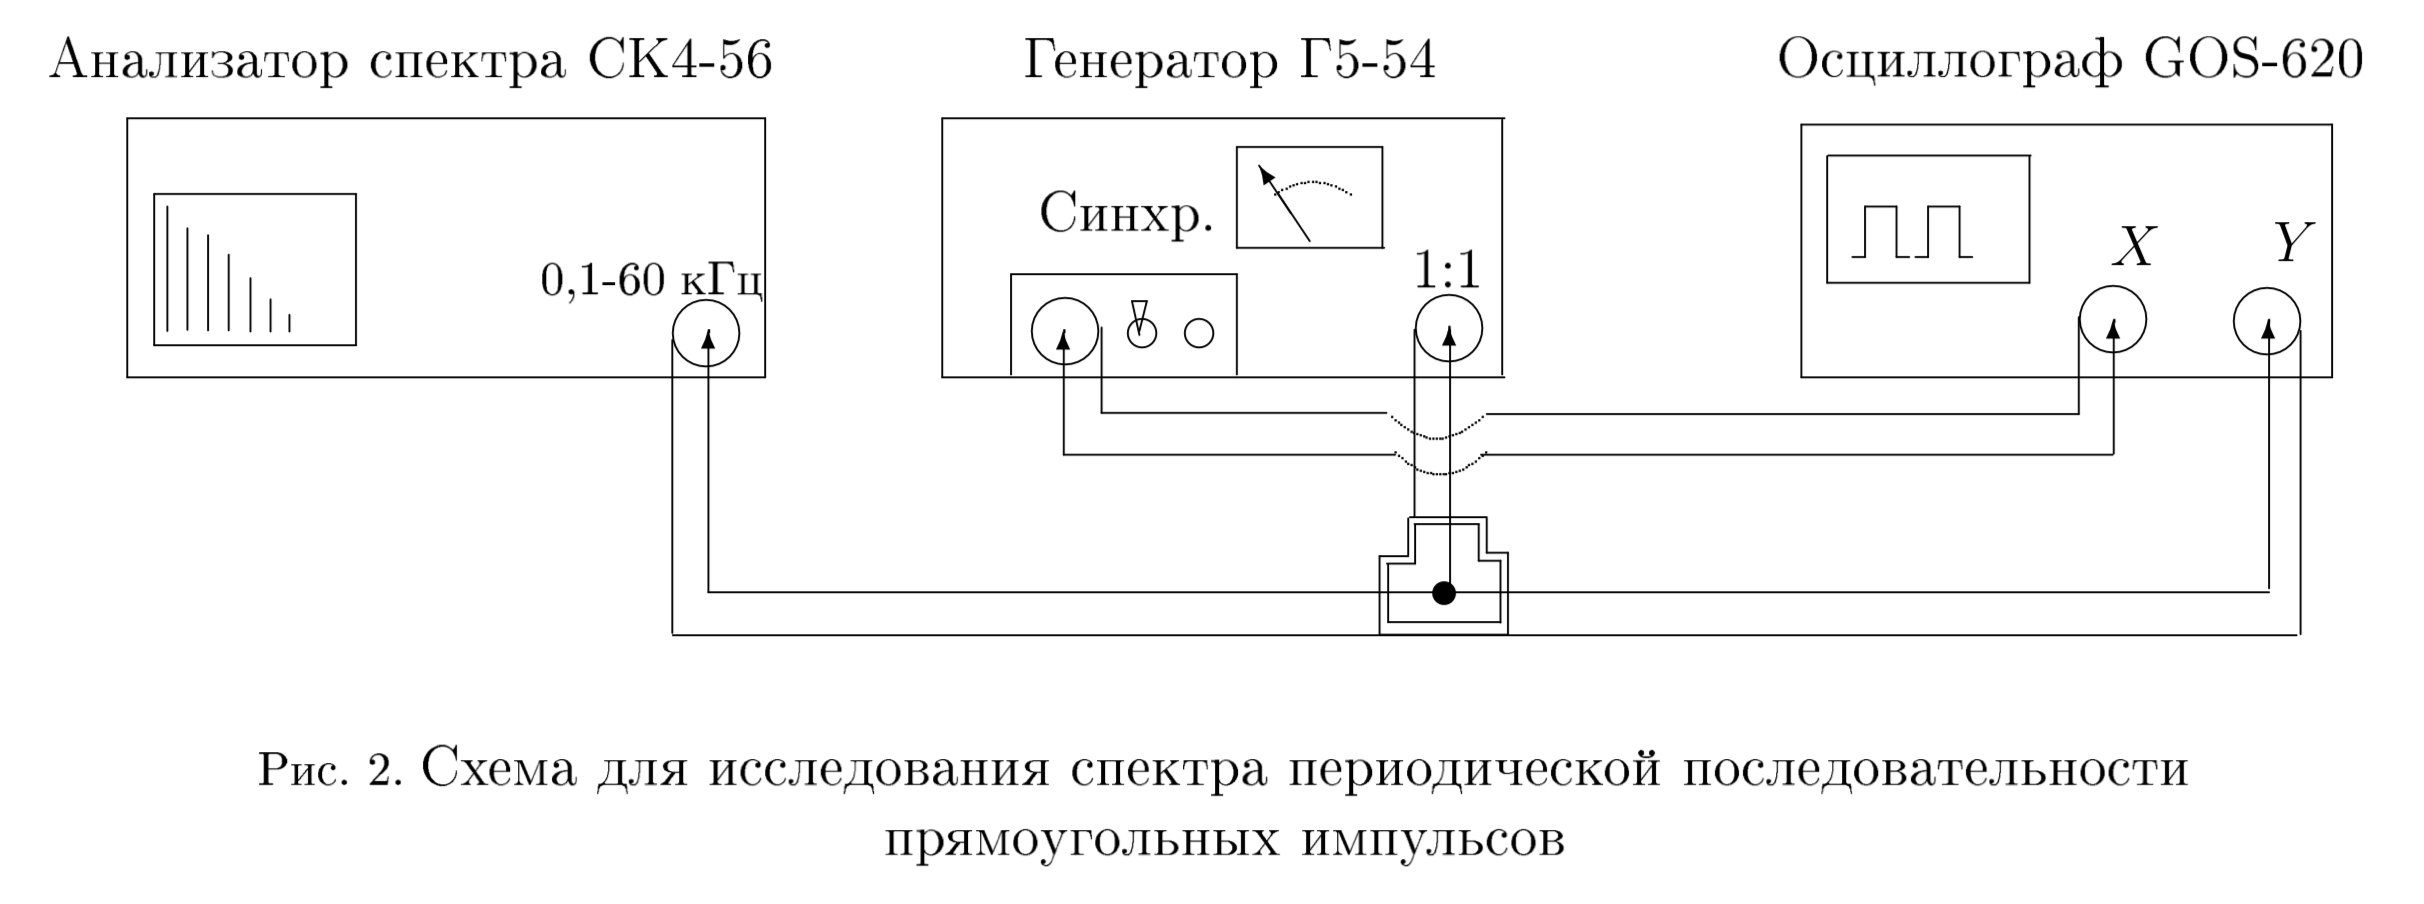 Анализатор спектра СК4-56
Генератор Г5-54
Осциллограф GOS-620
0,1-60 кГц
Синхр.
1:1
X
Y
Рис. 2. Схема для исследования спектра периодической последовательности
прямоугольных импульсов